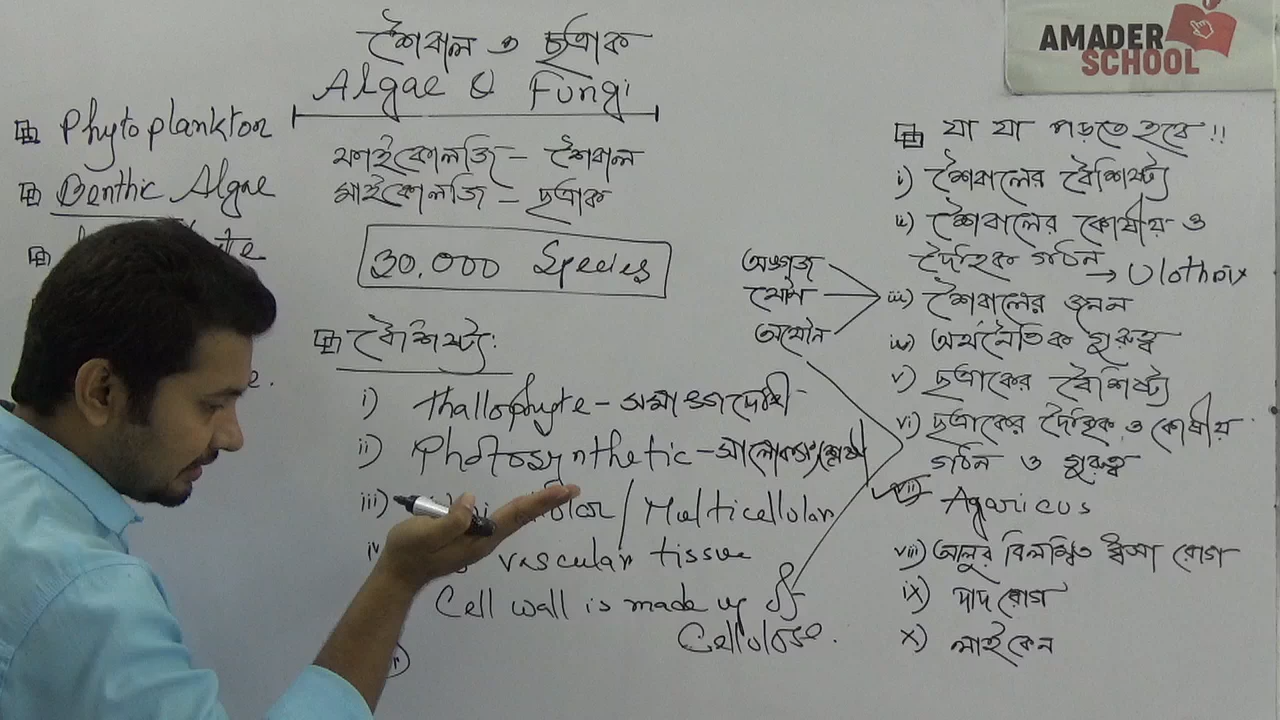 শৈবাল ও ছত্রাক
Algae & Fungi
Phytoplankton
Benthic Algae
ফাইকোলজি - শৈবাল
মাইকোলজি - ছত্রাক
30,000 Species
বৈশিষ্ট্য:
i) Thallophyte - সমাঙ্গদেহী
ii) Photosynthetic -
iii) / Multicellular
vascular tissue
Cell wall is made up of
Cellulose.
অঙ্গজ
যৌন
অযৌন
AMADER
SCHOOL
যা যা পড়তে হবে !!
i) শৈবালের বৈশিষ্ট্য
ii) শৈবালের কোষীয় ও
দৈহিক গঠন → Ulothrix
iii) শৈবালের জনন
iv) অর্থনৈতিক গুরুত্ব
v) ছত্রাকের বৈশিষ্ট্য
vi) ছত্রাকের দৈহিক ও কোষীয়
গঠন ও গুরুত্ব
vii) Agaricus
viii) আলুর বিলম্বিত ধ্বসা রোগ
ix) দাদ রোগ
x) লাইকেন